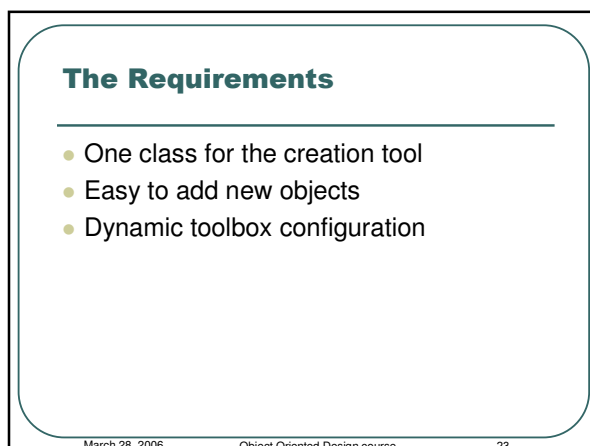 The Requirements
One class for the creation tool
Easy to add new objects
Dynamic toolbox configuration
March 28, 2006 Object Oriented Design course 23